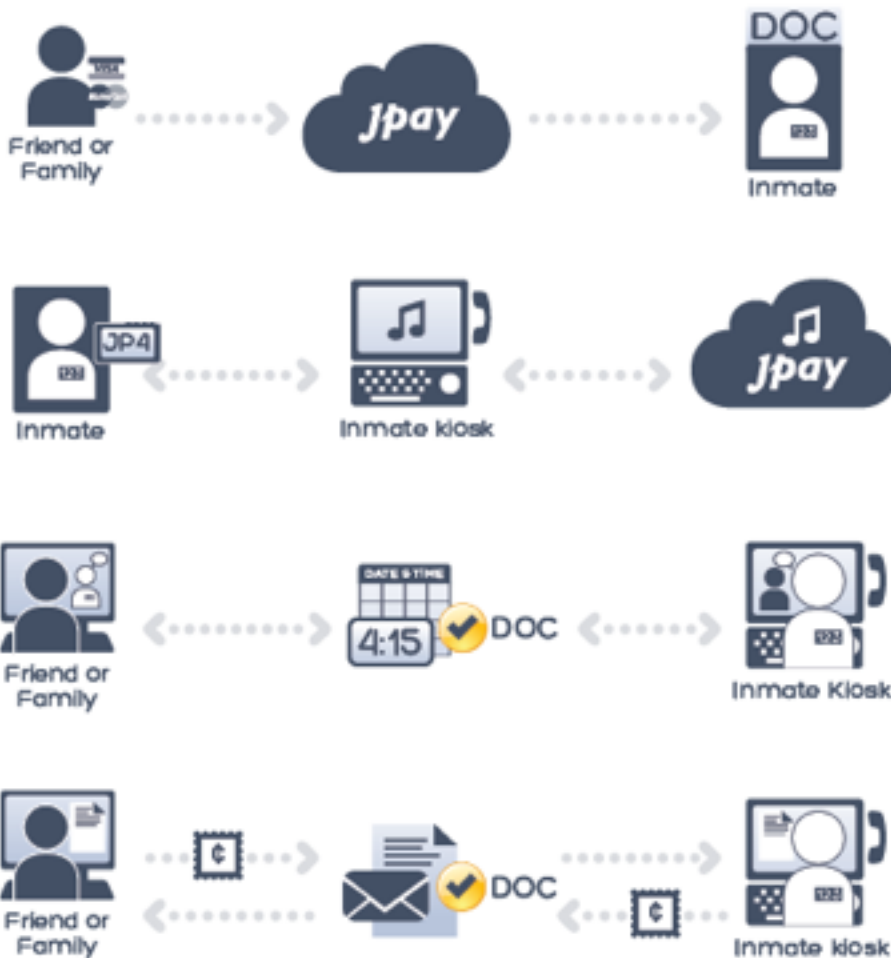 DOC
VISA
Jpay
Friend or
Family
Inmate
JP4
Jpay
Inmate
Inmate kiosk
DATE & TIME
4:15
DOC
Friend or
Family
Inmate Kiosk
¢
DOC
¢
Friend or
Family
Inmate kiosk